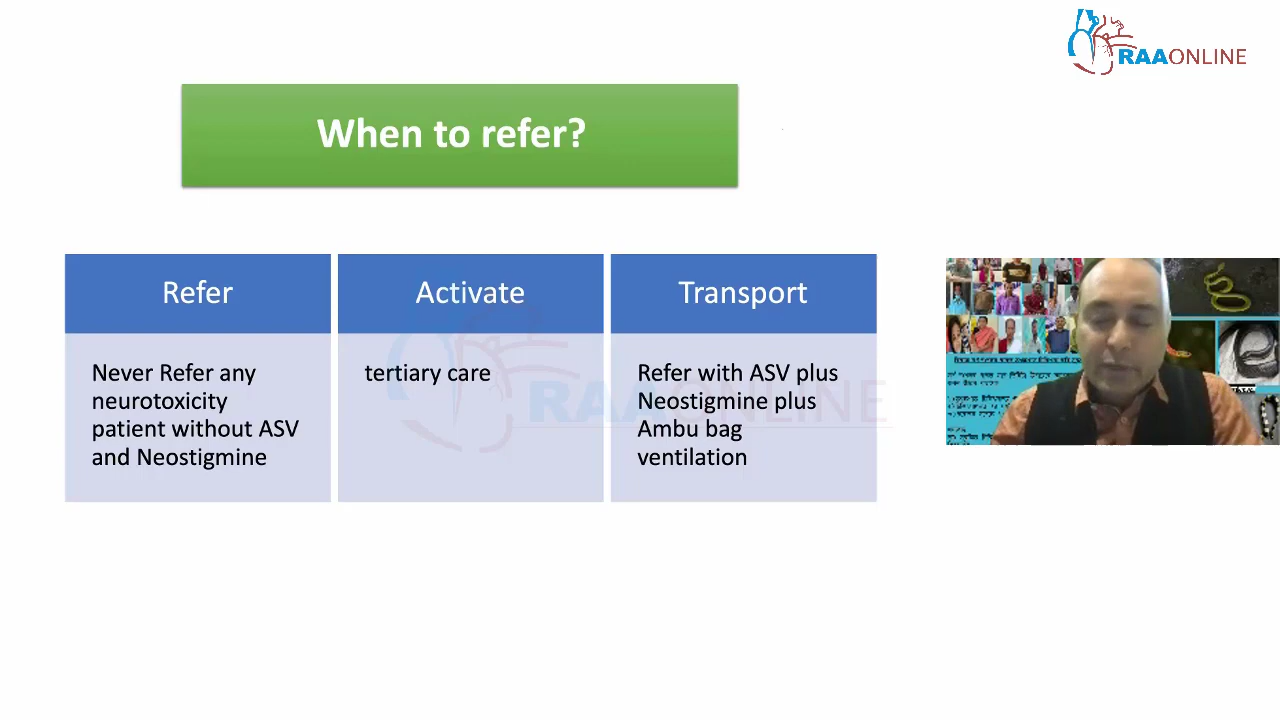 RAAONLINE
When to refer?
Refer
Activate
Transport
Never Refer any
neurotoxicity
patient without ASV
and Neostigmine
tertiary care
Refer with ASV plus
Neostigmine plus
Ambu bag
ventilation
RAAONLINE